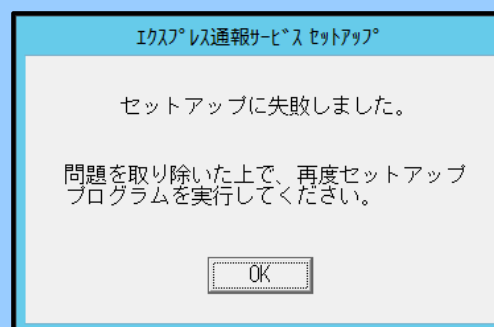 ｴｸｽﾌﾟﾚｽ通報ｻｰﾋﾞｽ ｾｯﾄｱｯﾌﾟ
セットアップに失敗しました。
問題を取り除いた上で、再度セットアップ
プログラムを実行してください。
OK